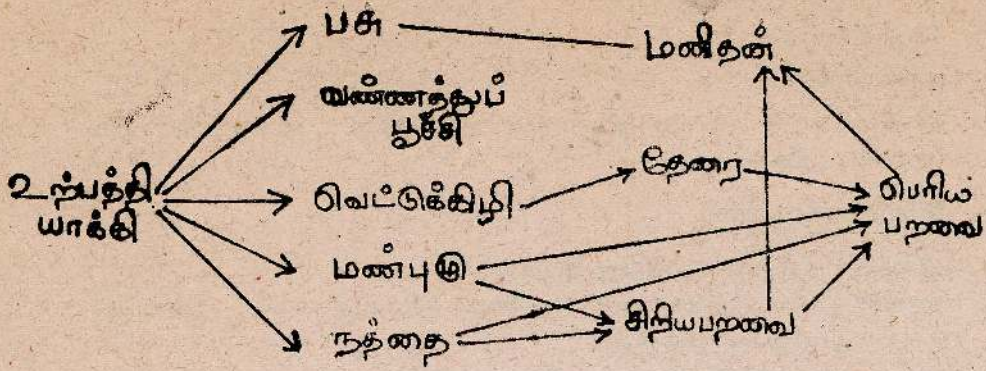 பசு
மனிதன்
வண்ணத்துப்
பூச்சி
உற்பத்தி
யாக்கி
வெட்டுக்கிழி
தேரை
பெரிய
பறவை
மண்புழு
நத்தை
சிறியபறவை